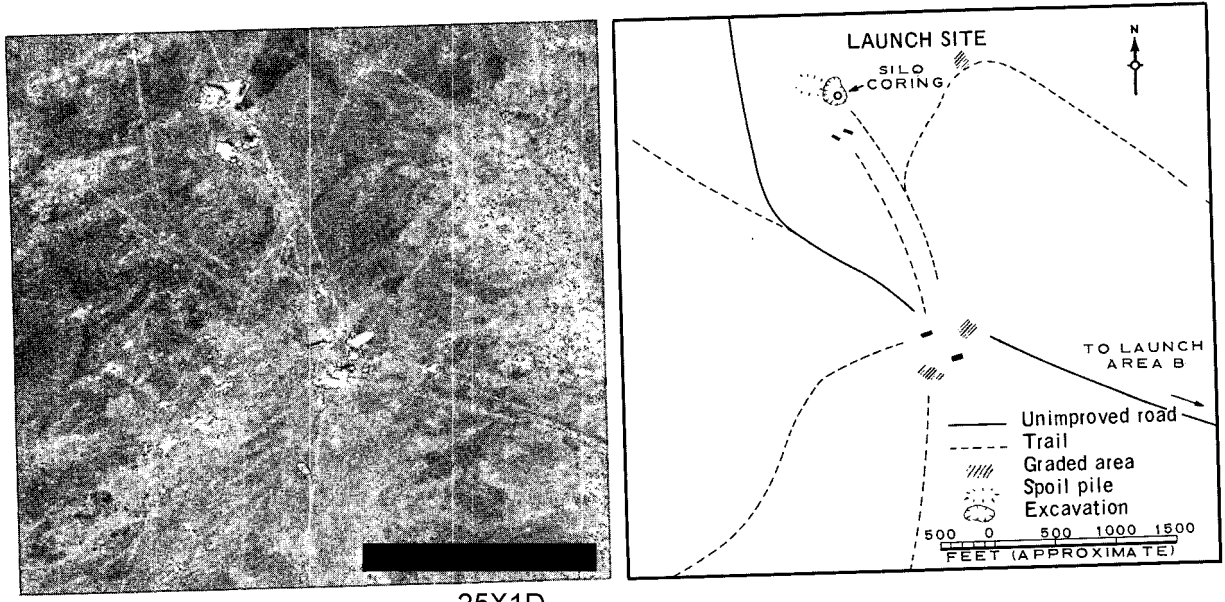 LAUNCH SITE
N
SILO
CORING
TO LAUNCH
AREA B
Unimproved road
Trail
Graded area
Spoil pile
Excavation
500 0 500 1000 1500
FEET (APPROXIMATE)